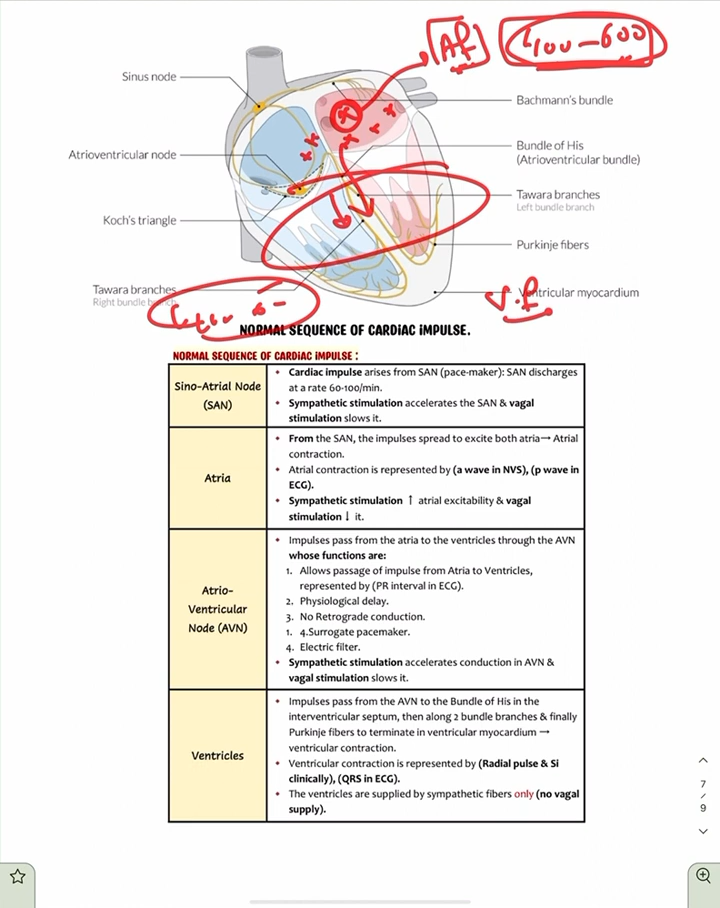 AF
400-600
Sinus node
Bachmann's bundle
Atrioventricular node
Bundle of His
(Atrioventricular bundle)
Tawara branches
Left bundle branch
Koch's triangle
Purkinje fibers
Tawara branches
Right bundle
V.F
Ventricular myocardium
NORMAL SEQUENCE OF CARDIAC IMPULSE.
NORMAL SEQUENCE OF CARDIAC IMPULSE :
Sino-Atrial Node
(SAN)
• Cardiac impulse arises from SAN (pace-maker): SAN discharges
at a rate 60-100/min.
• Sympathetic stimulation accelerates the SAN & vagal
stimulation slows it.
Atria
• From the SAN, the impulses spread to excite both atria→ Atrial
contraction.
• Atrial contraction is represented by (a wave in NVS), (p wave in
ECG).
• Sympathetic stimulation ↑ atrial excitability & vagal
stimulation ↓ it.
Atrio-
Ventricular
Node (AVN)
• Impulses pass from the atria to the ventricles through the AVN
whose functions are:
1. Allows passage of impulse from Atria to Ventricles,
represented by (PR interval in ECG).
2. Physiological delay.
3. No Retrograde conduction.
1. 4.Surrogate pacemaker.
4. Electric filter.
• Sympathetic stimulation accelerates conduction in AVN &
vagal stimulation slows it.
Ventricles
• Impulses pass from the AVN to the Bundle of His in the
interventricular septum, then along 2 bundle branches & finally
Purkinje fibers to terminate in ventricular myocardium →
ventricular contraction.
• Ventricular contraction is represented by (Radial pulse & Si
clinically), (QRS in ECG).
• The ventricles are supplied by sympathetic fibers only (no vagal
supply).
7
/
9